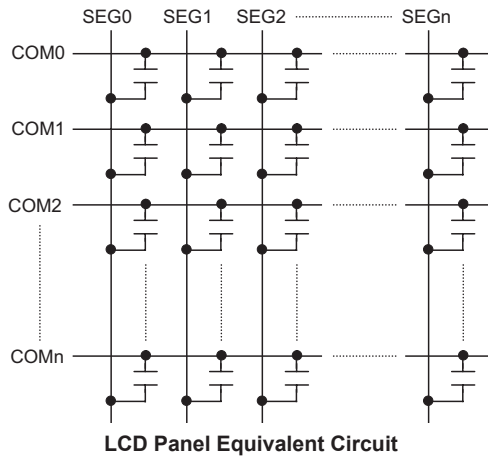 SEG0 SEG1 SEG2 SEGn
COM0
COM1
COM2
COMn
LCD Panel Equivalent Circuit